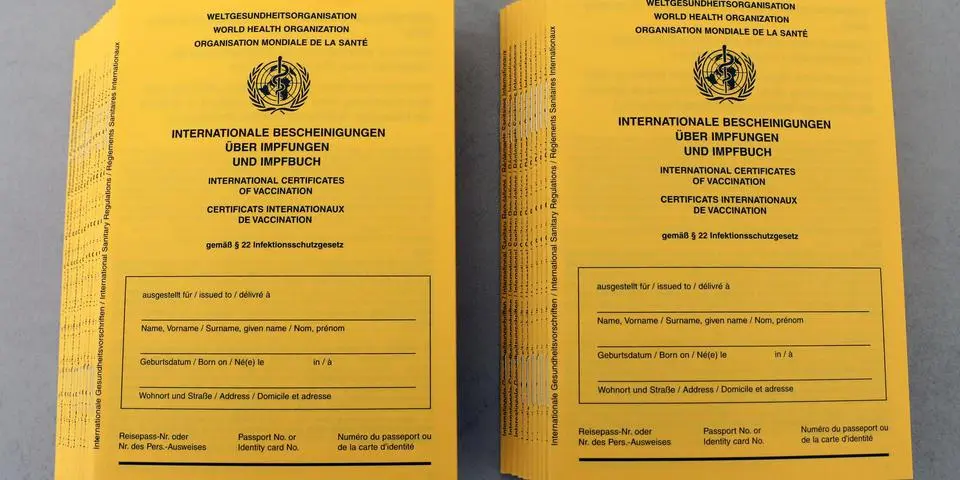 WELTGESUNDHEITSORGANISATION
WORLD HEALTH ORGANIZATION
ORGANISATION MONDIALE DE LA SANTÉ
INTERNATIONALE BESCHEINIGUNGEN
ÜBER IMPFUNGEN
UND IMPFBUCH
INTERNATIONAL CERTIFICATES
OF VACCINATION
CERTIFICATS INTERNATIONAUX
DE VACCINATION
gemäß § 22 Infektionsschutzgesetz
ausgestellt für / issued to / délivré à
Name, Vorname / Surname, given name / Nom, prénom
Geburtsdatum / Born on / Né(e) le in / à
Wohnort und Straße / Address / Domicile et adresse
Reisepass-Nr. oder
Nr. des Pers.-Ausweises
Passport No. or
Identity card No.
Numéro du passeport ou
de la carte d'identité
Internationale Gesundheitsvorschriften / International Sanitary Regulations / Règlements Sanitaires Internationaux
WELTGESUNDHEITSORGANISATION
WORLD HEALTH ORGANIZATION
ORGANISATION MONDIALE DE LA SANTÉ
INTERNATIONALE BESCHEINIGUNGEN
ÜBER IMPFUNGEN
UND IMPFBUCH
INTERNATIONAL CERTIFICATES
OF VACCINATION
CERTIFICATS INTERNATIONAUX
DE VACCINATION
gemäß § 22 Infektionsschutzgesetz
ausgestellt für / issued to / délivré à
Name, Vorname / Surname, given name / Nom, prénom
Geburtsdatum / Born on / Né(e) le in / à
Wohnort und Straße / Address / Domicile et adresse
Reisepass-Nr. oder
Nr. des Pers.-Ausweises
Passport No. or
Identity card No.
Numéro du passeport ou
de la carte d'identité
Internationale Gesundheitsvorschriften / International Sanitary Regulations / Règlements Sanitaires Internationaux